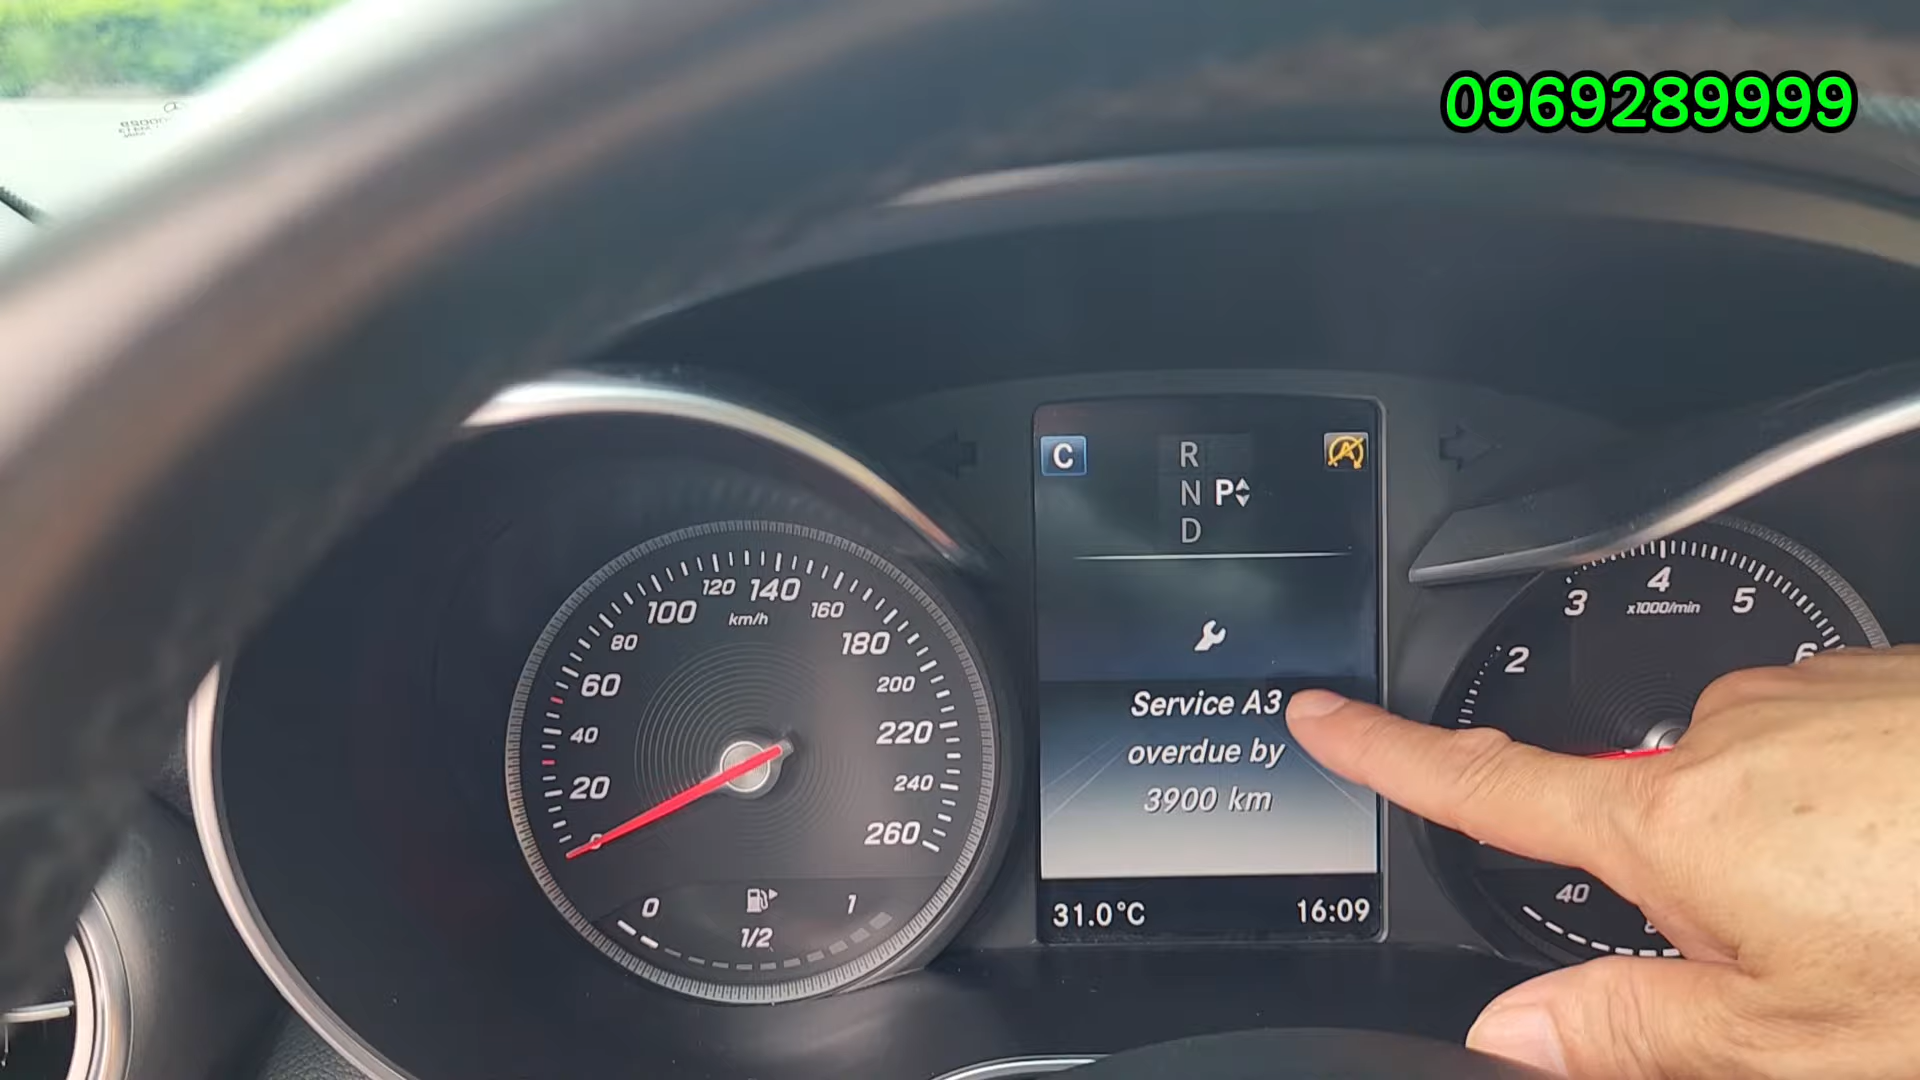 0969289999
C
R
N P
D
A
Service A3
overdue by
3900 km
31.0°C
16:09
0
20
40
60
80
100
120
140
160
180
200
220
240
260
km/h
0
1/2
1
2
3
4
5
6
x1000/min
40